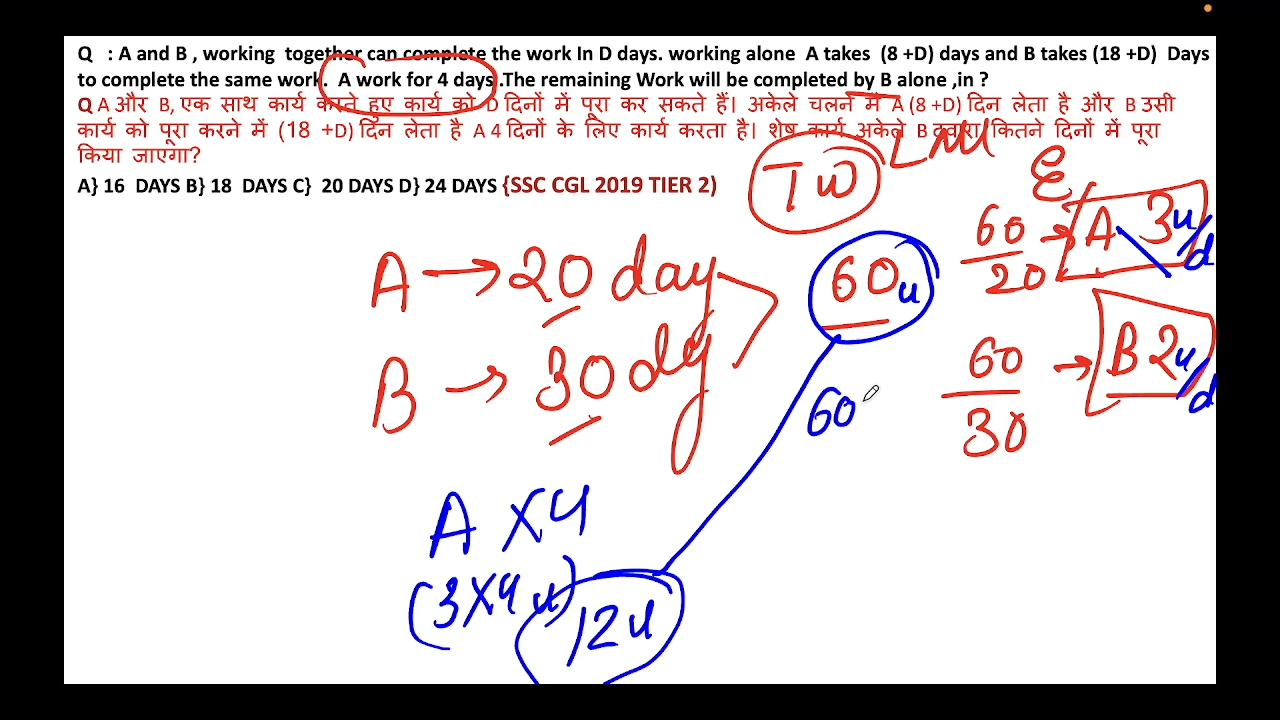 Q : A and B , working together can complete the work In D days. working alone A takes (8 +D) days and B takes (18 +D) Days
to complete the same work. A work for 4 days .The remaining Work will be completed by B alone ,in ?
Q A और B, एक साथ कार्य करते हुए कार्य को D दिनों में पूरा कर सकते हैं। अकेले चलने में A (8 +D) दिन लेता है और B उसी
कार्य को पूरा करने में (18 +D) दिन लेता है A 4 दिनों के लिए कार्य करता है। शेष कार्य अकेले B द्वारा कितने दिनों में पूरा
किया जाएगा?
A} 16 DAYS B} 18 DAYS C} 20 DAYS D} 24 DAYS {SSC CGL 2019 TIER 2)
TW
E
A → 20 day
60u
60/20 → A 3u/d
B → 30 dy
60/30 → B 2u/d
60
A x 4
(3x4u)
12u